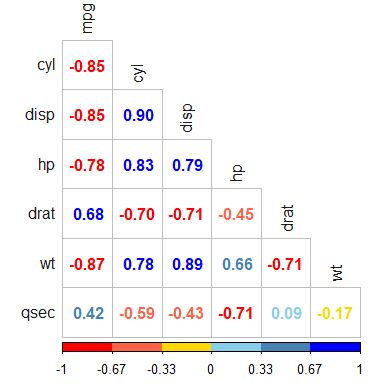 mpg
cyl -0.85 cyl
disp -0.85 0.90 disp
hp -0.78 0.83 0.79 hp
drat 0.68 -0.70 -0.71 -0.45 drat
wt -0.87 0.78 0.89 0.66 -0.71 wt
qsec 0.42 -0.59 -0.43 -0.71 0.09 -0.17
-1 -0.67 -0.33 0 0.33 0.67 1